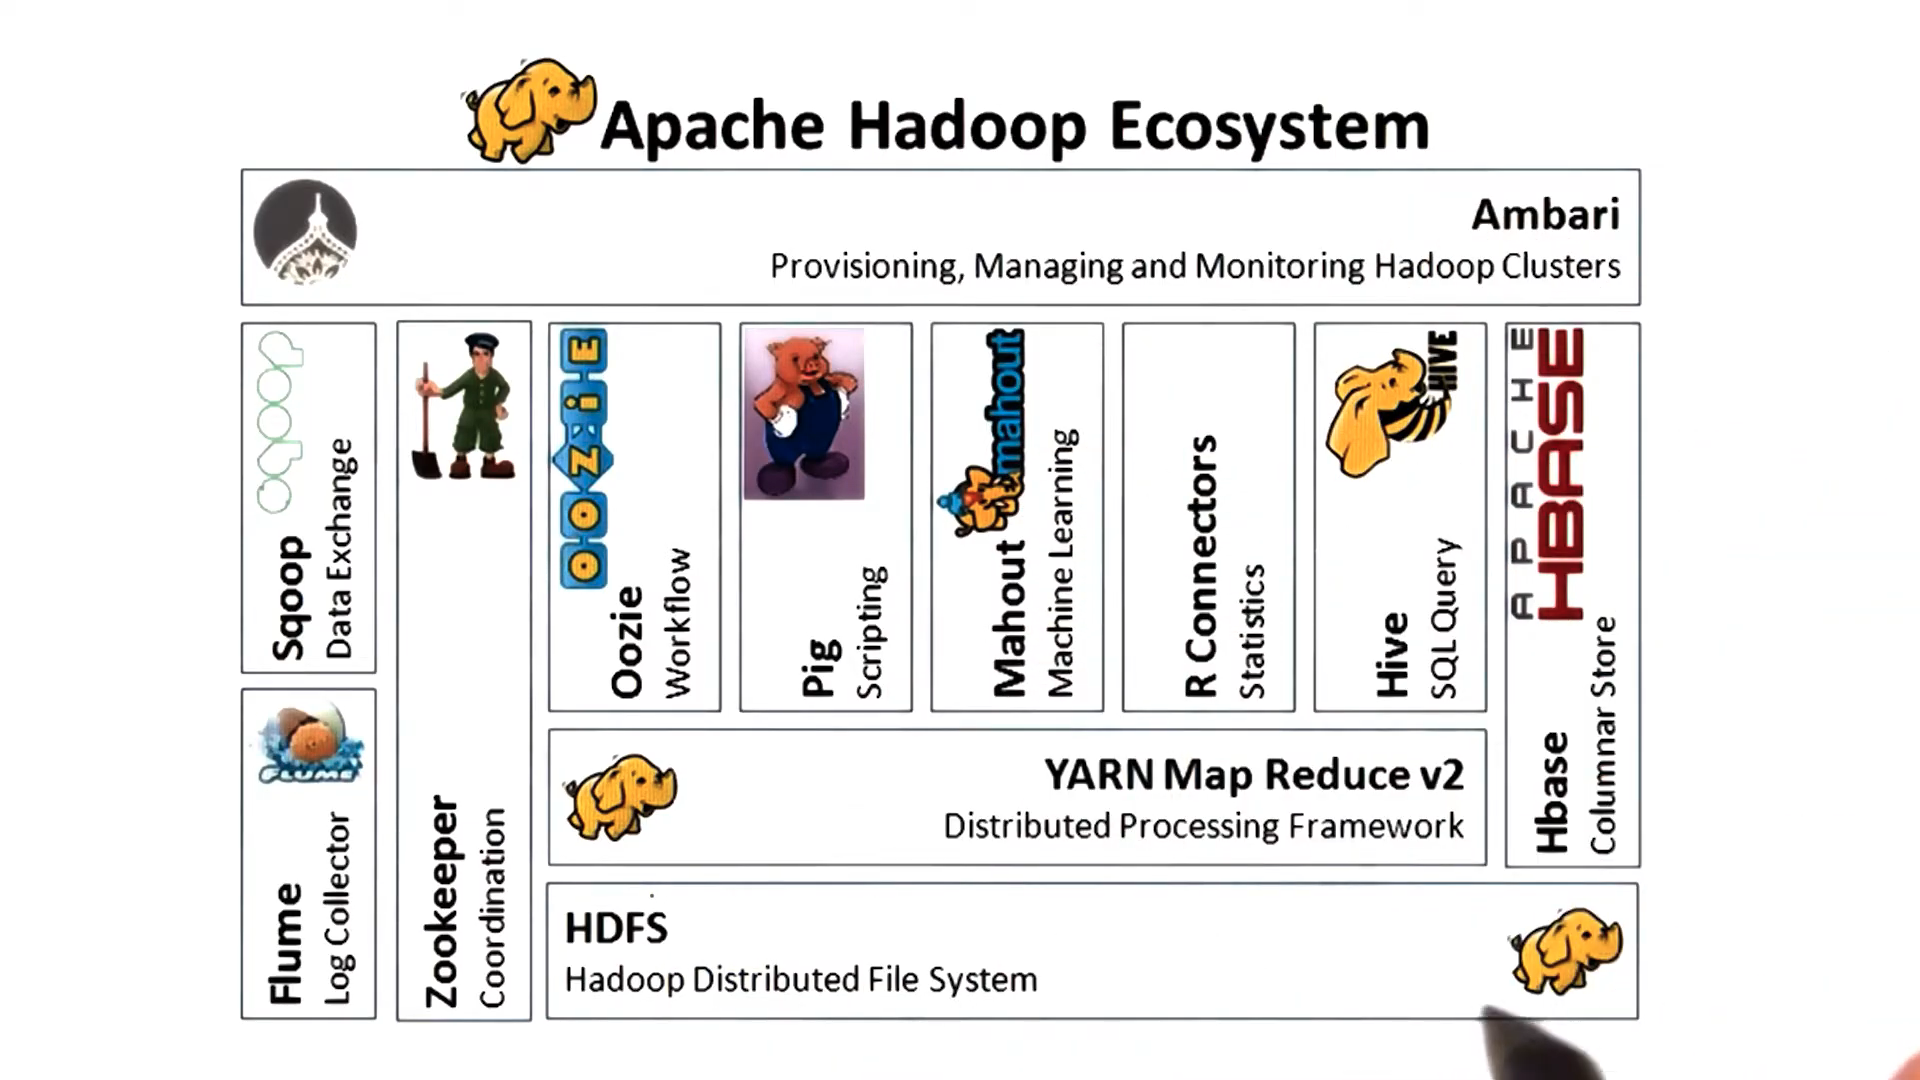 Apache Hadoop Ecosystem
Ambari
Provisioning, Managing and Monitoring Hadoop Clusters
Sqoop
Data Exchange
Flume
Log Collector
FLUME
Zookeeper
Coordination
OOZIE
Oozie
Workflow
Pig
Scripting
mahout
Mahout
Machine Learning
R Connectors
Statistics
HIVE
Hive
SQL Query
APACHE
HBASE
Hbase
Columnar Store
YARN Map Reduce v2
Distributed Processing Framework
HDFS
Hadoop Distributed File System